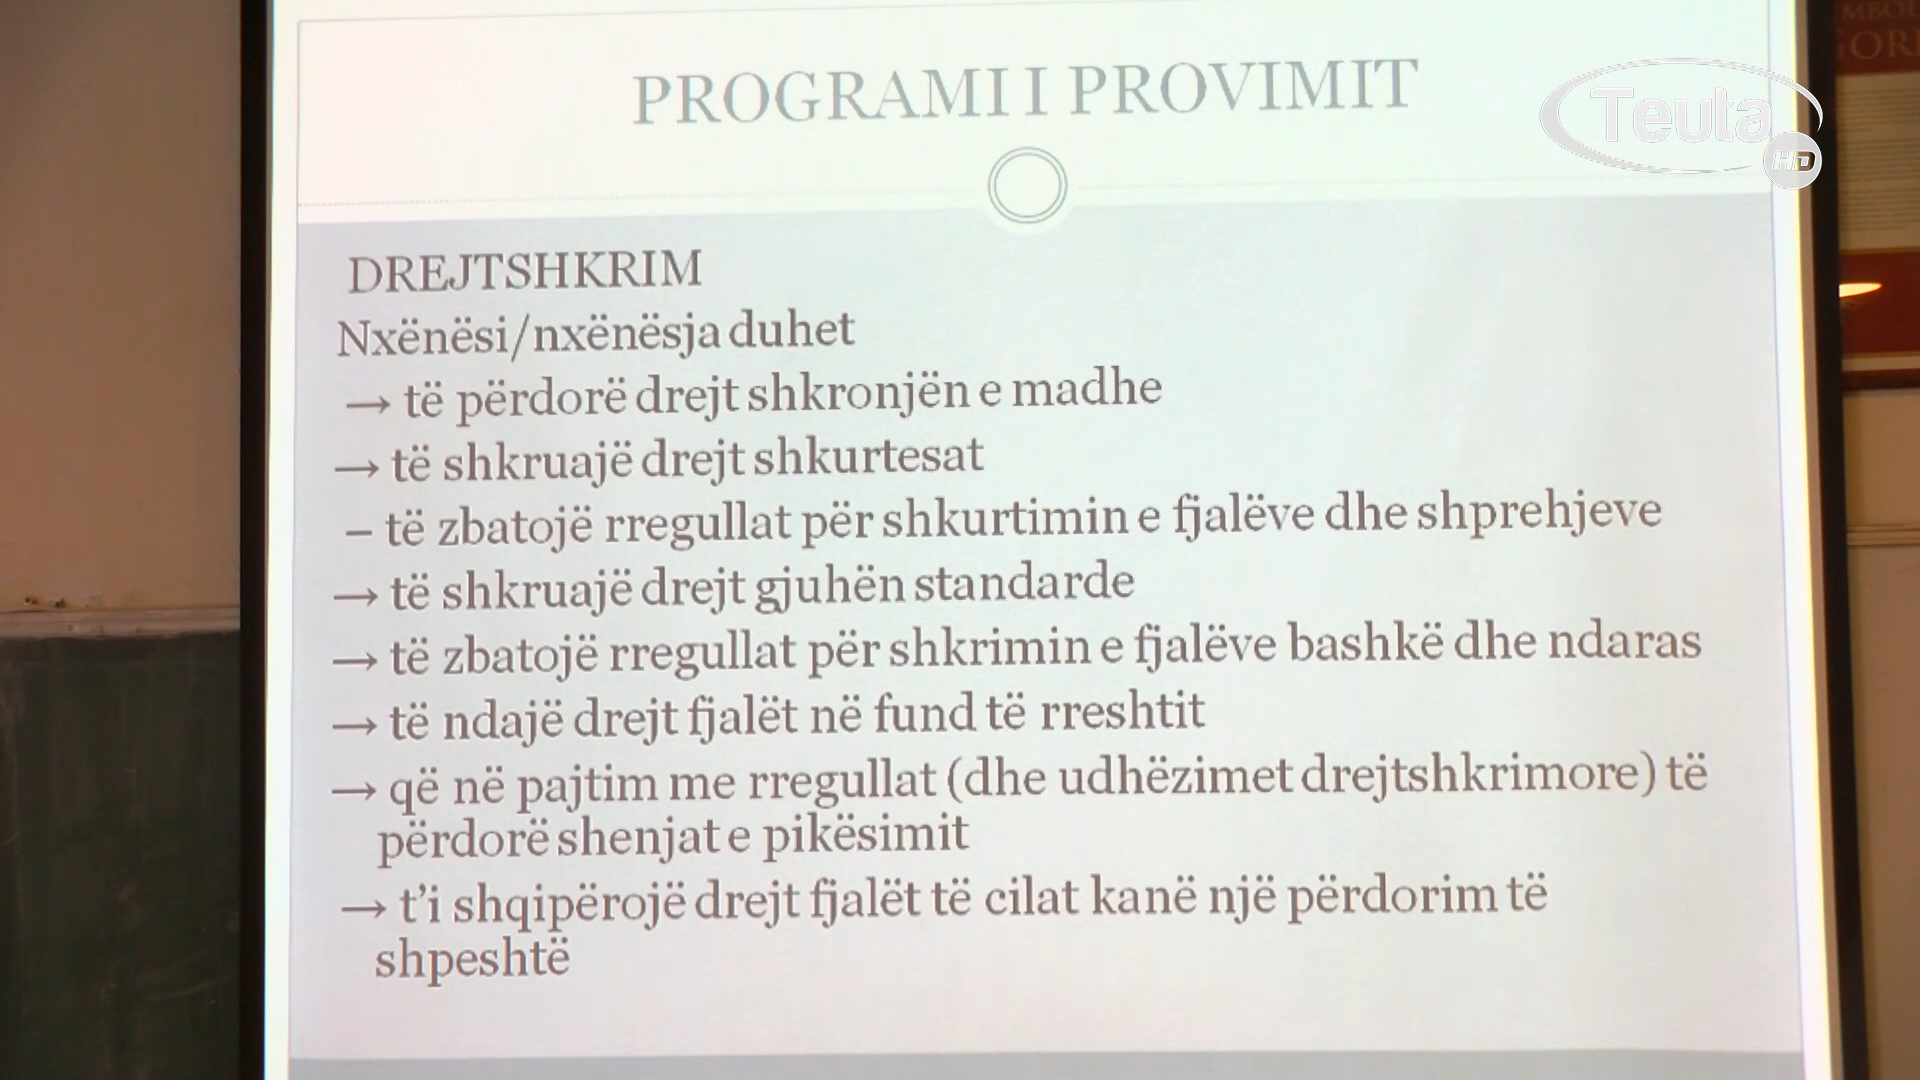 PROGRAMI I PROVIMIT
Teuta
HD
DREJTSHKRIM
Nxënësi/nxënësja duhet
→ të përdorë drejt shkronjën e madhe
→ të shkruajë drejt shkurtesat
– të zbatojë rregullat për shkurtimin e fjalëve dhe shprehjeve
→ të shkruajë drejt gjuhën standarde
→ të zbatojë rregullat për shkrimin e fjalëve bashkë dhe ndaras
→ të ndajë drejt fjalët në fund të rreshtit
→ që në pajtim me rregullat (dhe udhëzimet drejtshkrimore) të
përdorë shenjat e pikësimit
→ t’i shqipërojë drejt fjalët të cilat kanë një përdorim të
shpeshtë